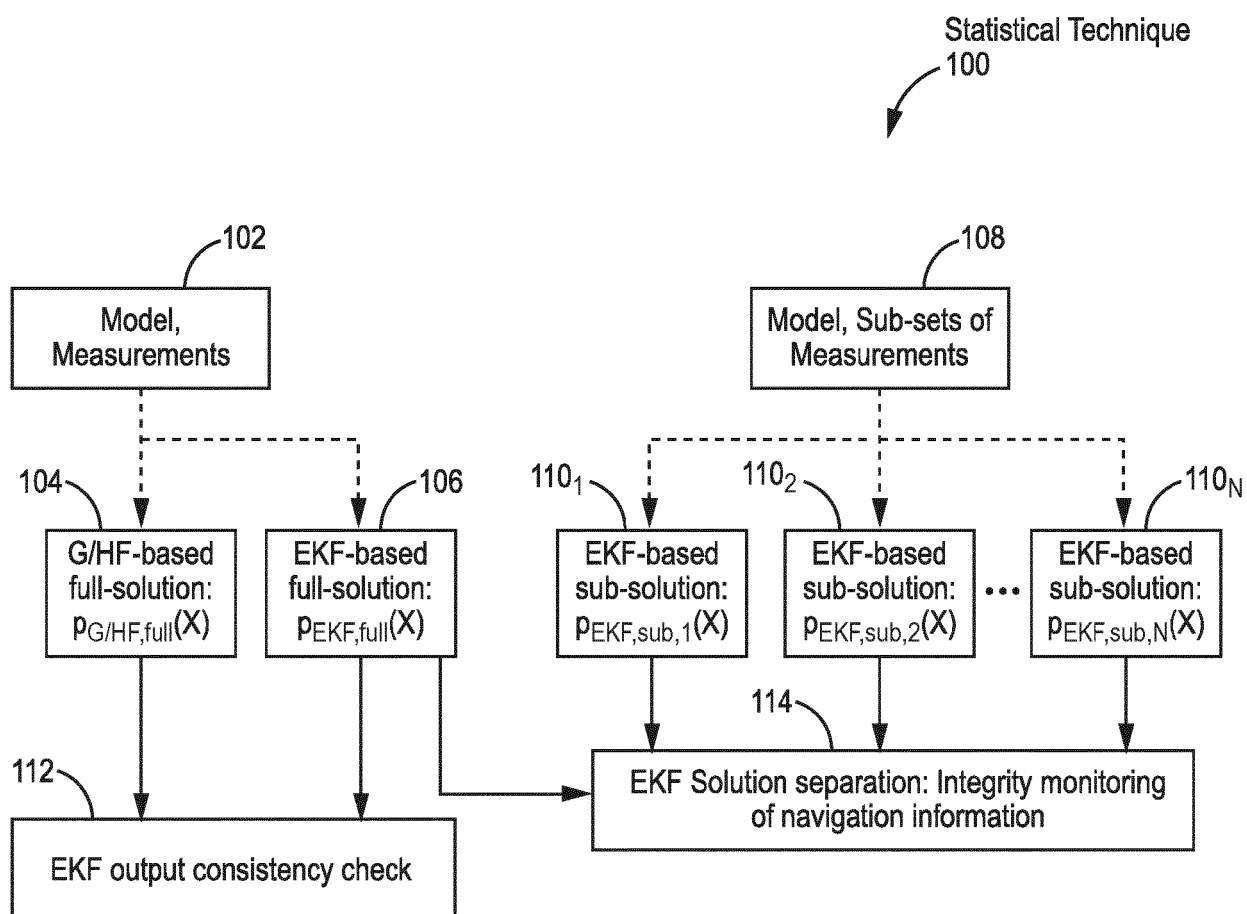 Statistical Technique
100
102
108
Model,
Measurements
Model, Sub-sets of
Measurements
104
106
110₁
110₂
110N
G/HF-based
full-solution:
pG/HF,full(X)
EKF-based
full-solution:
pEKF,full(X)
EKF-based
sub-solution:
pEKF,sub,1(X)
EKF-based
sub-solution:
pEKF,sub,2(X)
•••
EKF-based
sub-solution:
pEKF,sub,N(X)
112
114
EKF output consistency check
EKF Solution separation: Integrity monitoring
of navigation information